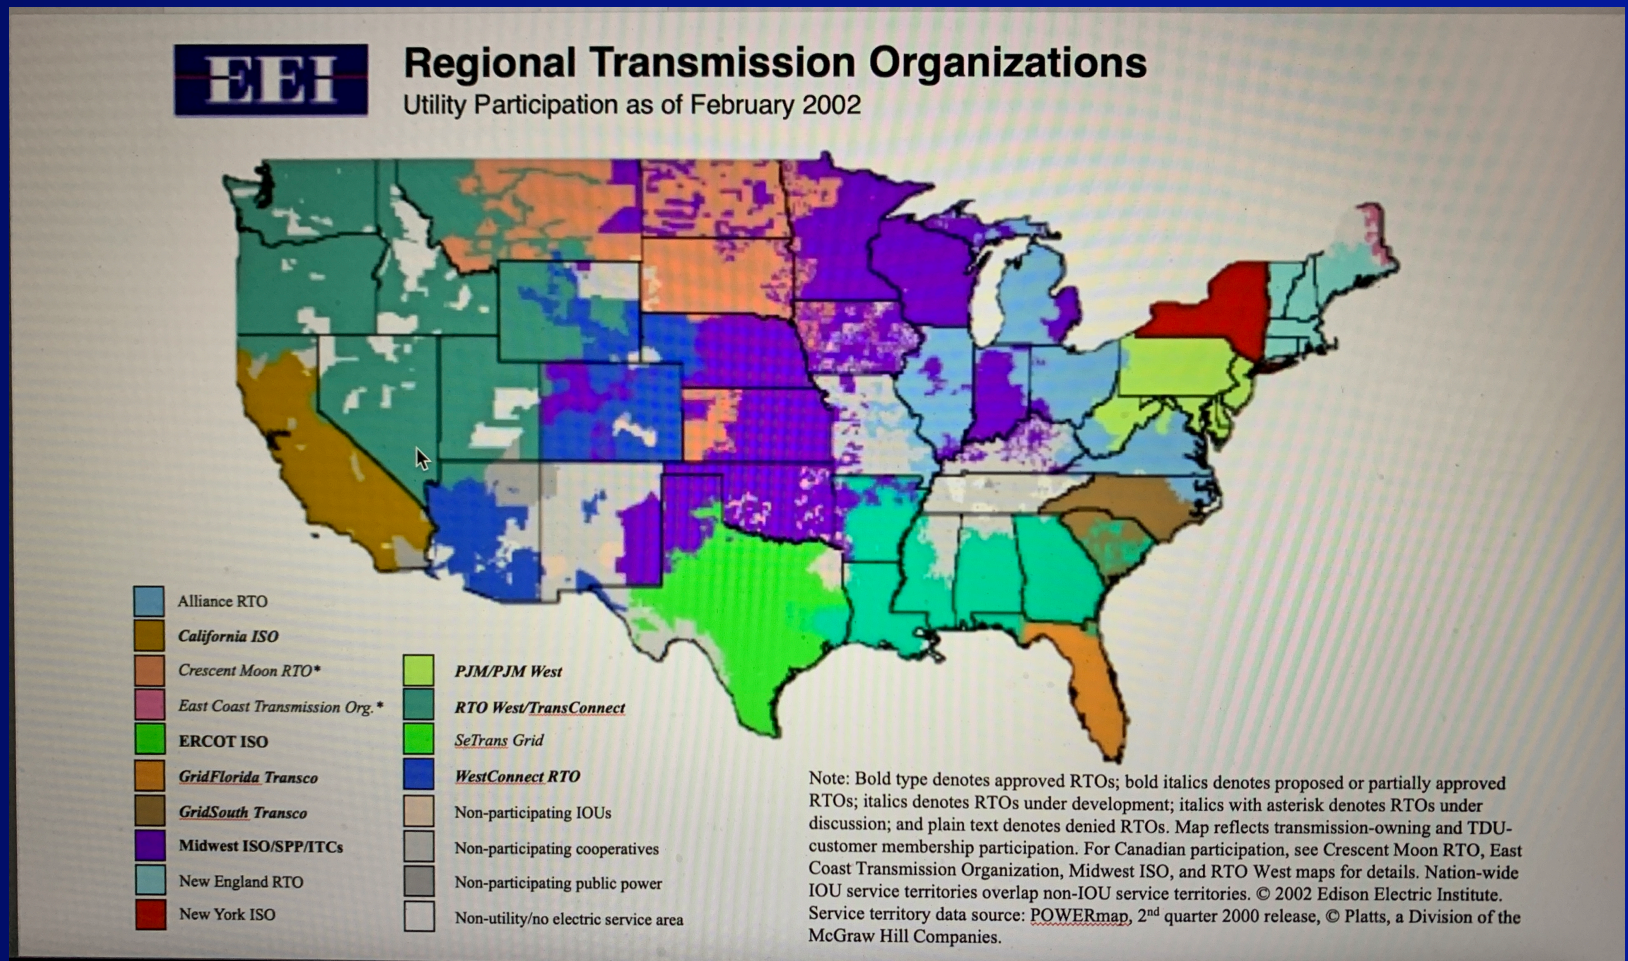 EEI
Regional Transmission Organizations
Utility Participation as of February 2002
Alliance RTO
California ISO
Crescent Moon RTO*
East Coast Transmission Org.*
ERCOT ISO
GridFlorida Transco
GridSouth Transco
Midwest ISO/SPP/ITCs
New England RTO
New York ISO
PJM/PJM West
RTO West/TransConnect
SeTrans Grid
WestConnect RTO
Non-participating IOUs
Non-participating cooperatives
Non-participating public power
Non-utility/no electric service area
Note: Bold type denotes approved RTOs; bold italics denotes proposed or partially approved
RTOs; italics denotes RTOs under development; italics with asterisk denotes RTOs under
discussion; and plain text denotes denied RTOs. Map reflects transmission-owning and TDU-
customer membership participation. For Canadian participation, see Crescent Moon RTO, East
Coast Transmission Organization, Midwest ISO, and RTO West maps for details. Nation-wide
IOU service territories overlap non-IOU service territories. © 2002 Edison Electric Institute.
Service territory data source: POWERmap, 2nd quarter 2000 release, © Platts, a Division of the
McGraw Hill Companies.